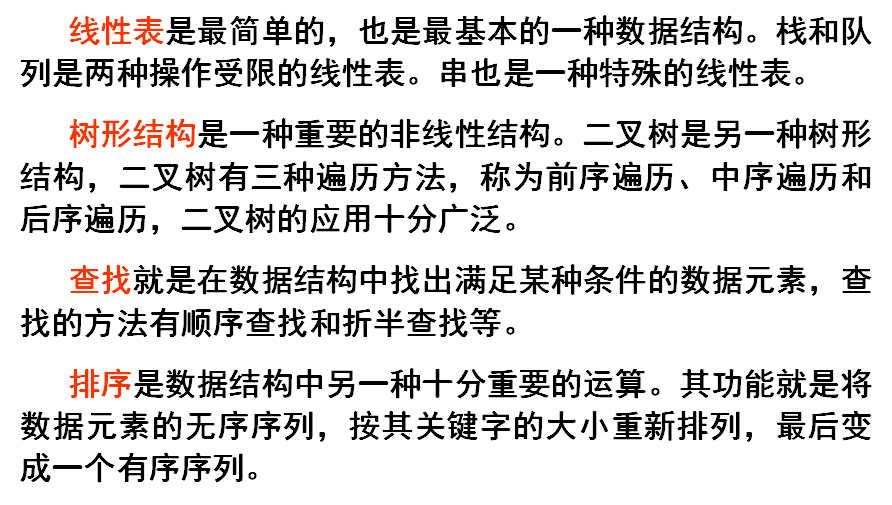 线性表是最简单的，也是最基本的一种数据结构。栈和队
列是两种操作受限的线性表。串也是一种特殊的线性表。
树形结构是一种重要的非线性结构。二叉树是另一种树形
结构，二叉树有三种遍历方法，称为前序遍历、中序遍历和
后序遍历，二叉树的应用十分广泛。
查找就是在数据结构中找出满足某种条件的数据元素，查
找的方法有顺序查找和折半查找等。
排序是数据结构中另一种十分重要的运算。其功能就是将
数据元素的无序序列，按其关键字的大小重新排列，最后变
成一个有序序列。